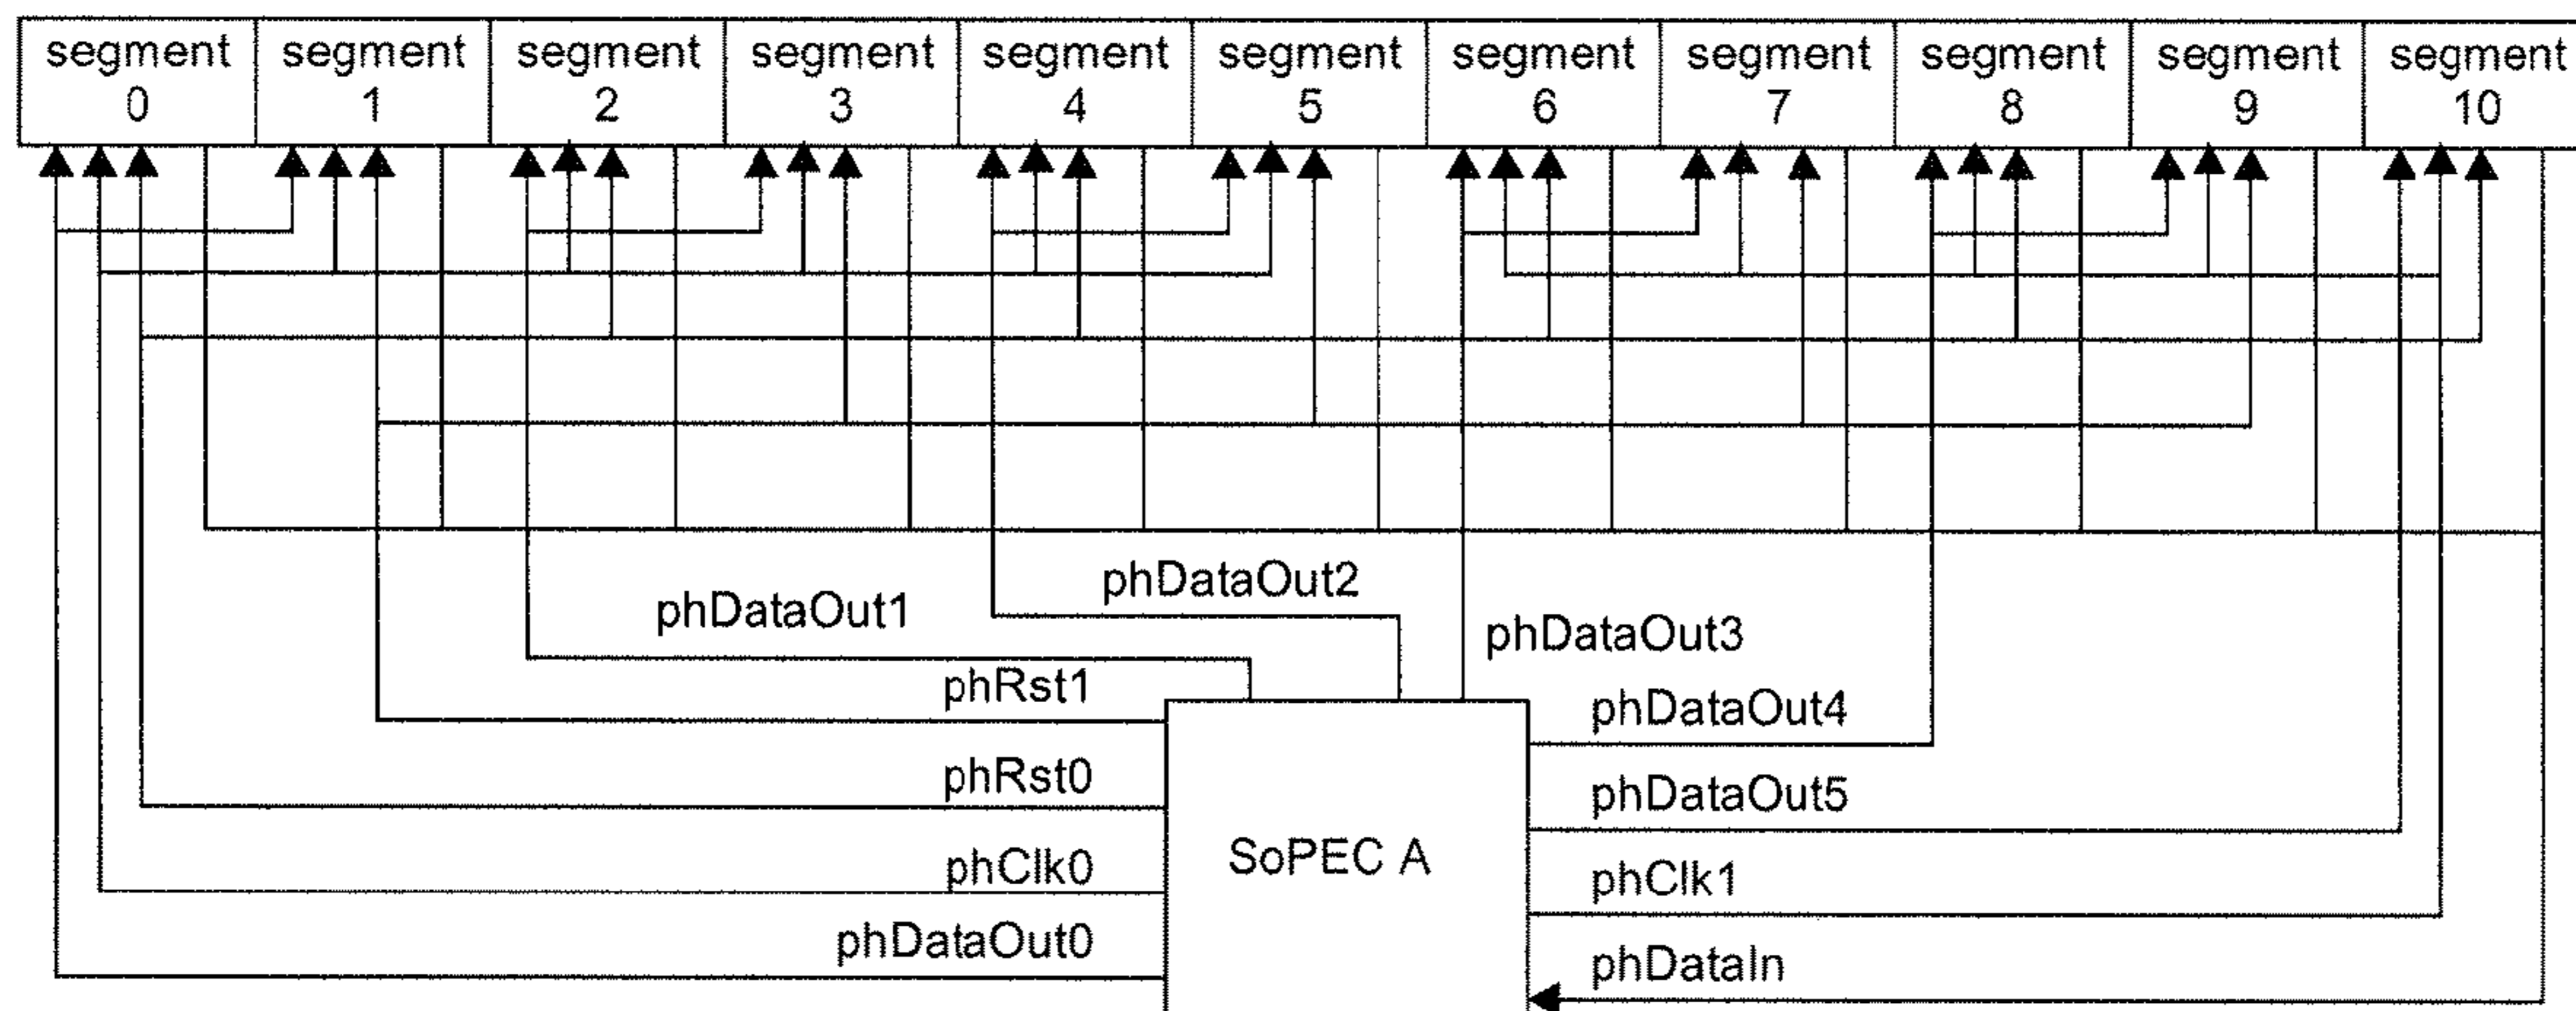 segment
0
segment
1
segment
2
segment
3
segment
4
segment
5
segment
6
segment
7
segment
8
segment
9
segment
10
phDataOut2
phDataOut1
phDataOut3
phRst1
phDataOut4
phRst0
phDataOut5
SoPEC A
phClk0
phClk1
phDataOut0
phDataIn